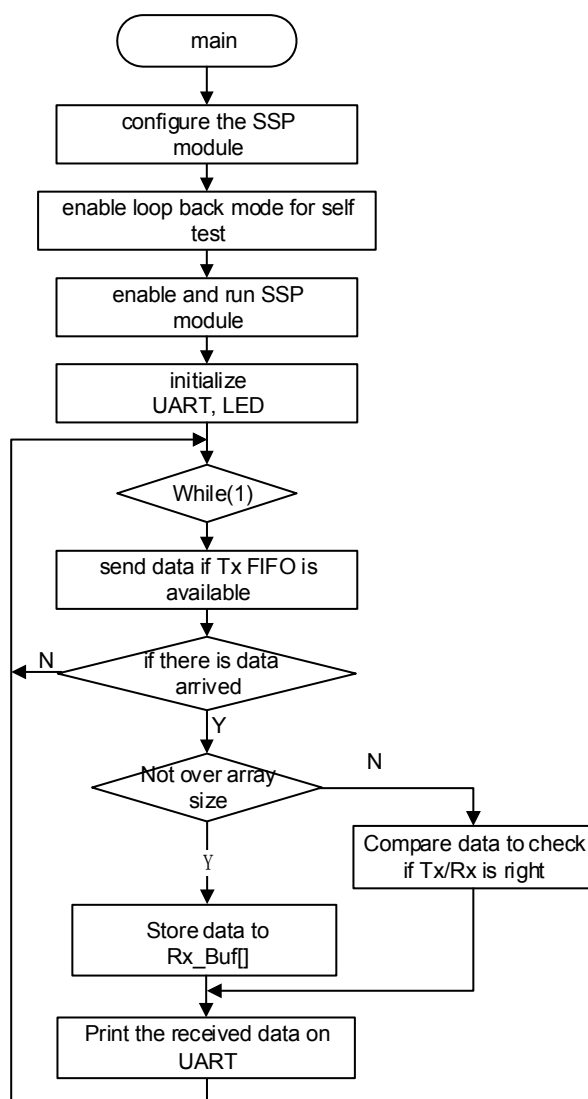 main
configure the SSP
module
enable loop back mode for self
test
enable and run SSP
module
initialize
UART, LED
While(1)
send data if Tx FIFO is
available
N
if there is data
arrived
Y
Not over array
size
N
Compare data to check
if Tx/Rx is right
Y
Store data to
Rx_Buf[]
Print the received data on
UART